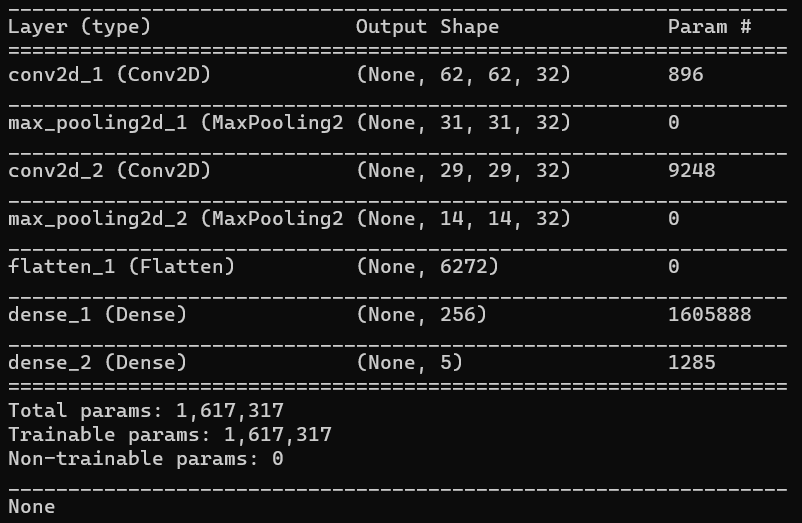 _________________________________________________________________
Layer (type)                 Output Shape              Param #
=================================================================
conv2d_1 (Conv2D)            (None, 62, 62, 32)        896
_________________________________________________________________
max_pooling2d_1 (MaxPooling2 (None, 31, 31, 32)        0
_________________________________________________________________
conv2d_2 (Conv2D)            (None, 29, 29, 32)        9248
_________________________________________________________________
max_pooling2d_2 (MaxPooling2 (None, 14, 14, 32)        0
_________________________________________________________________
flatten_1 (Flatten)          (None, 6272)              0
_________________________________________________________________
dense_1 (Dense)              (None, 256)               1605888
_________________________________________________________________
dense_2 (Dense)              (None, 5)                 1285
=================================================================
Total params: 1,617,317
Trainable params: 1,617,317
Non-trainable params: 0
_________________________________________________________________
None